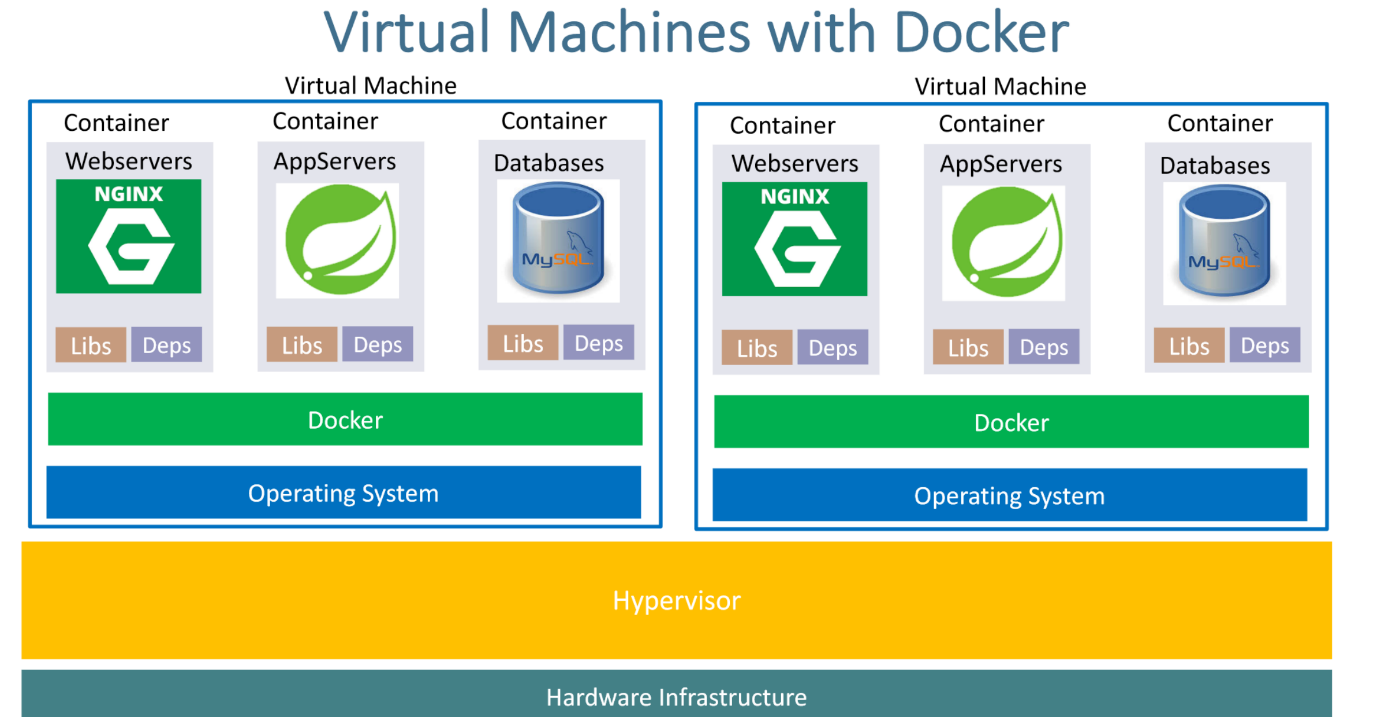 Virtual Machines with Docker
Virtual Machine
Virtual Machine
Container
Container
Container
Container
Container
Container
Webservers
AppServers
Databases
Webservers
AppServers
Databases
NGINX
NGINX
G
G
MySQL
MySQL
Libs
Deps
Libs
Deps
Libs
Deps
Libs
Deps
Libs
Deps
Libs
Deps
Docker
Docker
Operating System
Operating System
Hypervisor
Hardware Infrastructure